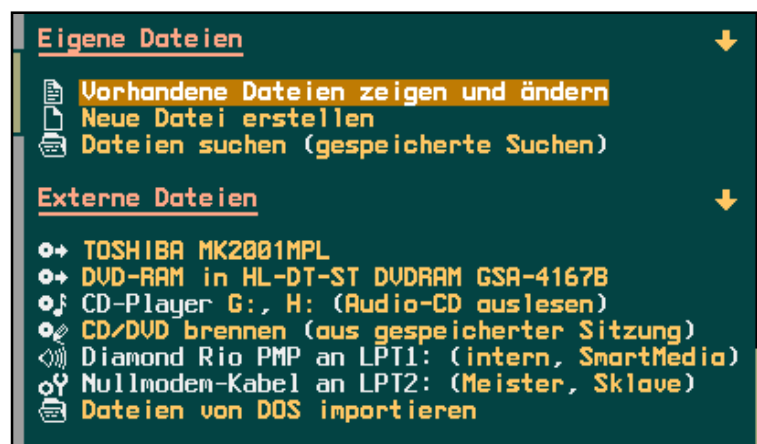 Eigene Dateien
Vorhandene Dateien zeigen und ändern
Neue Datei erstellen
Dateien suchen (gespeicherte Suchen)
Externe Dateien
TOSHIBA MK2001MPL
DVD-RAM in HL-DT-ST DVDRAM GSA-4167B
CD-Player G:, H: (Audio-CD auslesen)
CD/DVD brennen (aus gespeicherter Sitzung)
Diamond Rio PMP an LPT1: (intern, SmartMedia)
Nullmodem-Kabel an LPT2: (Meister, Sklave)
Dateien von DOS importieren